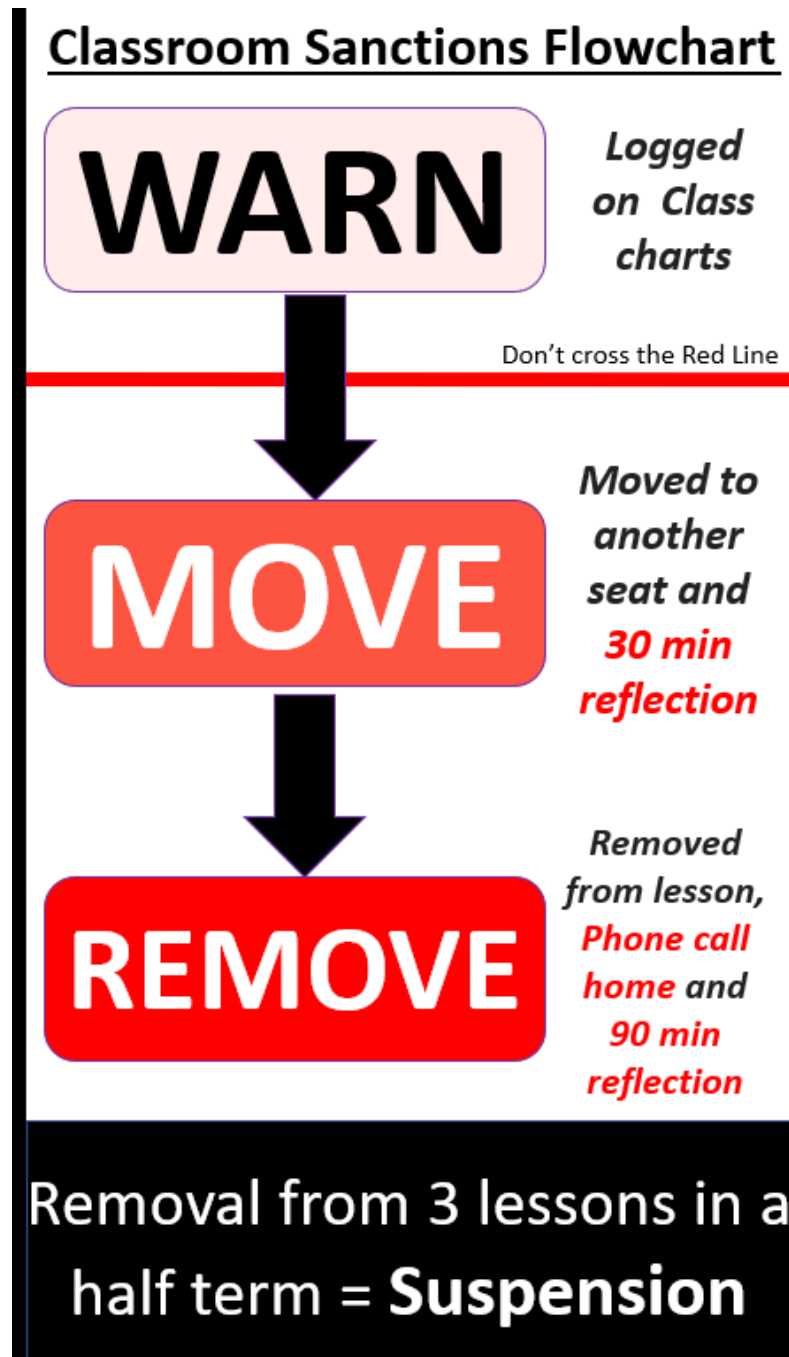 Classroom Sanctions Flowchart
WARN
Logged
on Class
charts
Don't cross the Red Line
MOVE
Moved to
another
seat and
30 min
reflection
REMOVE
Removed
from lesson,
Phone call
home and
90 min
reflection
Removal from 3 lessons in a
half term = Suspension